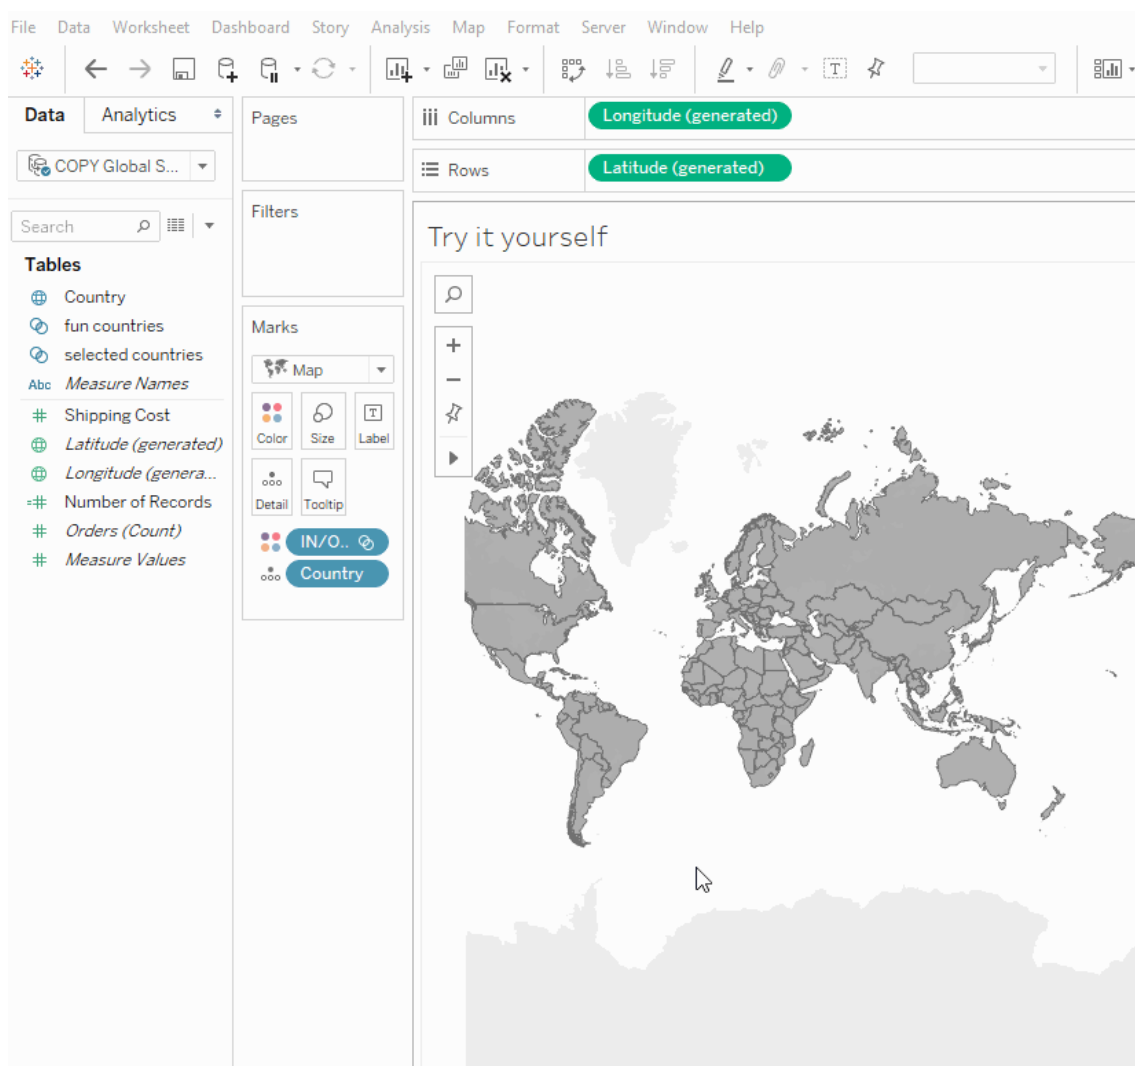 File Data Worksheet Dashboard Story Analysis Map Format Server Window Help
Data Analytics
COPY Global S...
Search
Tables
Country
fun countries
selected countries
Abc Measure Names
Shipping Cost
Latitude (generated)
Longitude (genera...
Number of Records
Orders (Count)
Measure Values
Pages
Filters
Marks
Map
Color Size Label
Detail Tooltip
IN/O..
Country
Columns Longitude (generated)
Rows Latitude (generated)
Try it yourself